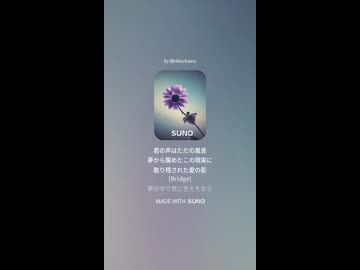 SUNO
君の声はただの風音
夢から醒めたこの現実に
取り残された愛の影
[Bridge]
夢の中で君に会えたなら
MADE WITH SUNO